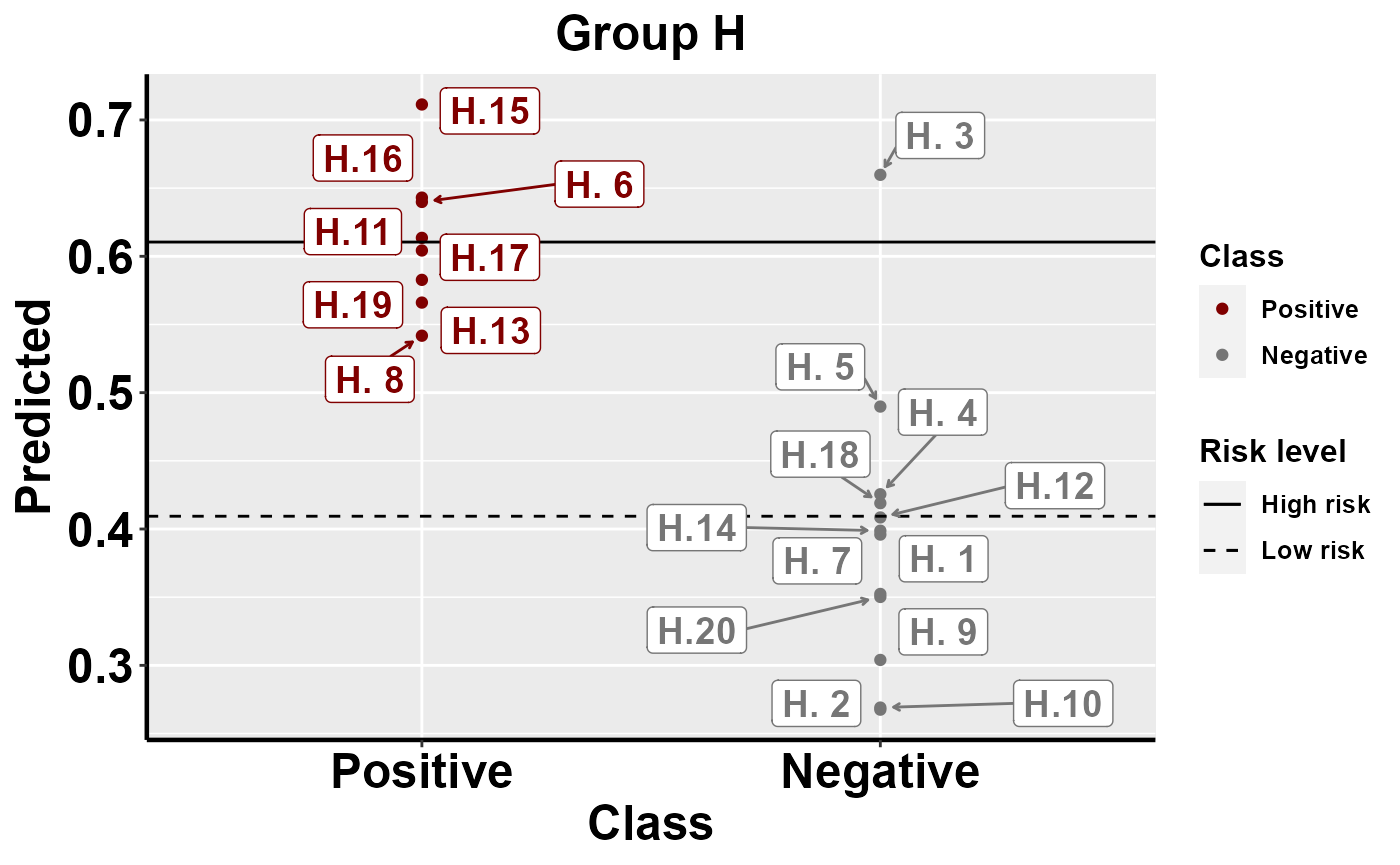 Group H
Predicted
0.7
0.6
0.5
0.4
0.3
H.15
H.16
H. 6
H.11
H.17
H.19
H.13
H. 8
H. 3
H. 5
H. 4
H.18
H.12
H.14
H. 7
H. 1
H.20
H. 9
H. 2
H.10
Positive
Negative
Class
Class
Positive
Negative
Risk level
High risk
Low risk